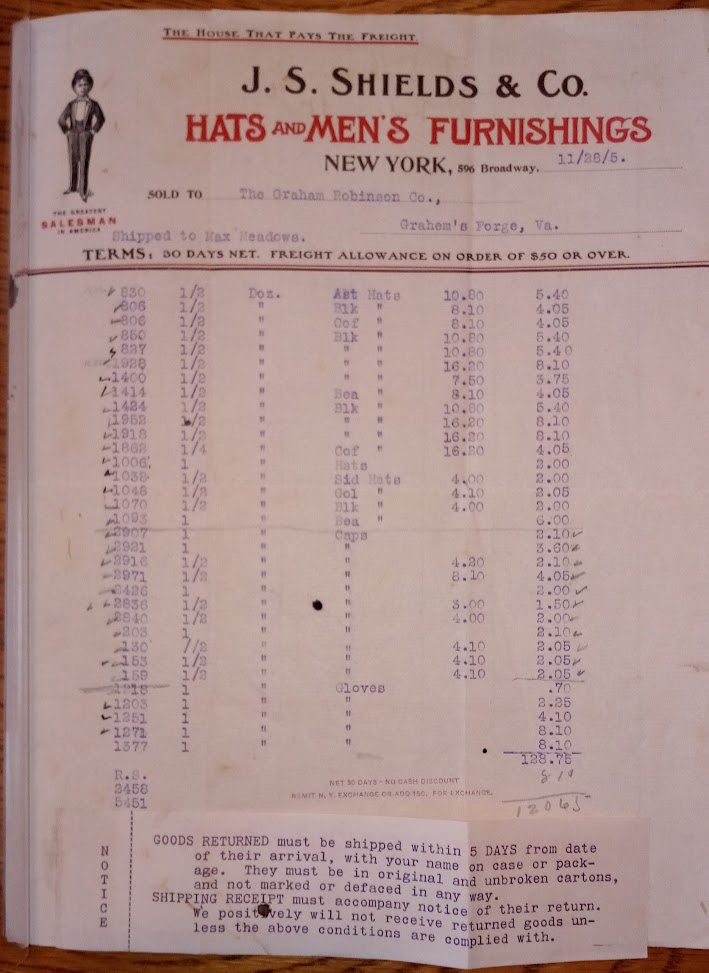 THE HOUSE THAT PAYS THE FREIGHT.
J. S. SHIELDS & CO.
HATS AND MEN'S FURNISHINGS
NEW YORK, 596 Broadway. 11/28/5.
THE GREATEST
SALESMAN
IN AMERICA
SOLD TO The Graham Robinson Co.,
Grahem's Forge, Va.
Shipped to Max Meadows.
TERMS: 30 DAYS NET. FREIGHT ALLOWANCE ON ORDER OF $50 OR OVER.
830 1/2 Doz. Ast Hats 10.80 5.40
806 1/2 " Blk " 8.10 4.05
806 1/2 " Cof " 8.10 4.05
850 1/2 " Blk " 10.80 5.40
837 1/2 " " " 10.80 5.40
1928 1/2 " " " 16.20 8.10
1400 1/2 " " " 7.50 3.75
1414 1/2 " Bea " 8.10 4.05
1424 1/2 " Blk " 10.80 5.40
1952 1/2 " " " 16.20 8.10
1918 1/2 " " " 16.20 8.10
1862 1/4 " Cof " 16.20 4.05
1006 1 " Hats 2.00
1038 1/2 " Sid Hats 4.00 2.00
1048 1/2 " Gol " 4.10 2.05
1070 1/2 " Blk " 4.00 2.00
1093 1 " Bea " 6.00
2907 1 " Caps 2.10
2921 1 " " 3.60
2916 1/2 " " 4.20 2.10
2971 1/2 " " 8.10 4.05
2426 1 " " 2.00
2836 1/2 " " 3.00 1.50
2840 1/2 " " 4.00 2.00
203 1 " " 2.10
130 1/2 " " 4.10 2.05
153 1/2 " " 4.10 2.05
159 1/2 " " 4.10 2.05
1218 1 " Gloves .70
1203 1 " " 2.25
1251 1 " " 4.10
1271 1 " " 8.10
1377 1 " " 8.10
128.75
R.S. 810
2458
5451 12065
NET 30 DAYS - NO CASH DISCOUNT
REMIT N. Y. EXCHANGE OR ADD 15C. FOR EXCHANGE.
NOTICE
GOODS RETURNED must be shipped within 5 DAYS from date
of their arrival, with your name on case or pack-
age. They must be in original and unbroken cartons,
and not marked or defaced in any way.
SHIPPING RECEIPT must accompany notice of their return.
We positively will not receive returned goods un-
less the above conditions are complied with.